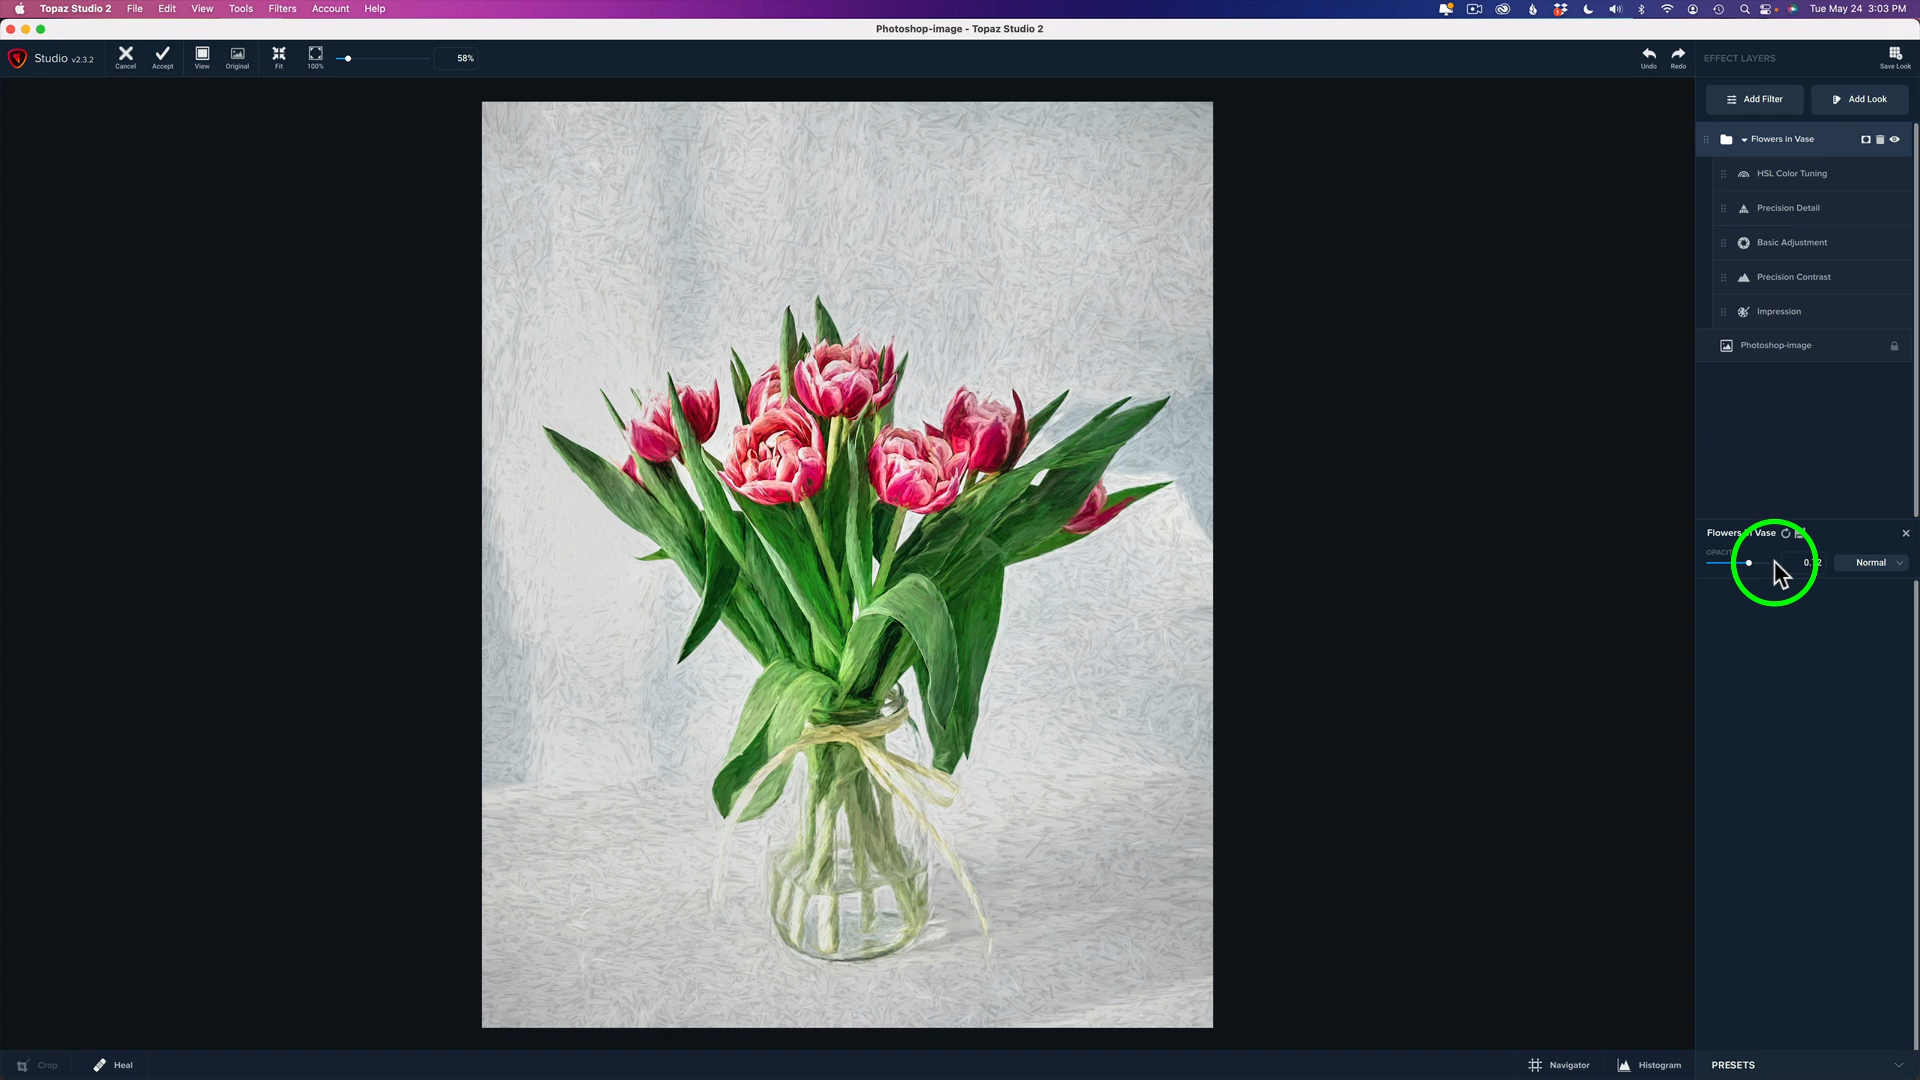 Topaz Studio 2 File Edit View Tools Filters Account Help Tue May 24 3:03 PM
Photoshop-image - Topaz Studio 2
Studio v2.3.2 Cancel Accept View Original Fit 100% 58% Undo Redo EFFECT LAYERS Save Look
Add Filter Add Look
Flowers in Vase
HSL Color Tuning
Precision Detail
Basic Adjustment
Precision Contrast
Impression
Photoshop-image
Flowers in Vase
Normal
Crop Heal Navigator Histogram PRESETS